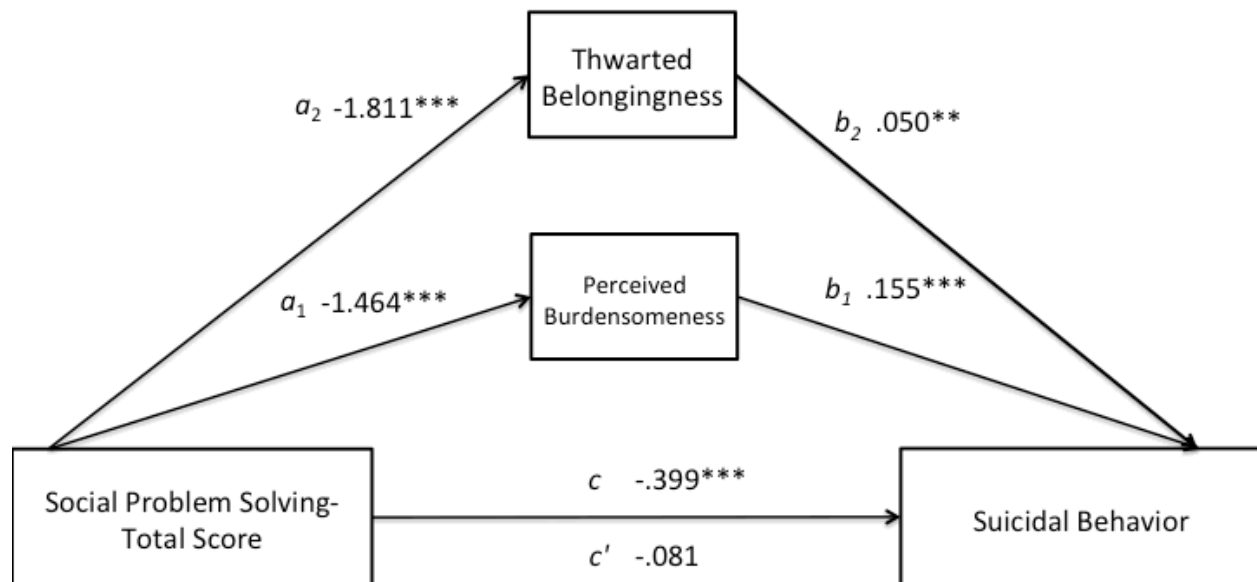 Thwarted
Belongingness
a₂ -1.811***
b₂ .050**
Perceived
Burdensomeness
a₁ -1.464***
b₁ .155***
Social Problem Solving-
Total Score
c -.399***
c' -.081
Suicidal Behavior